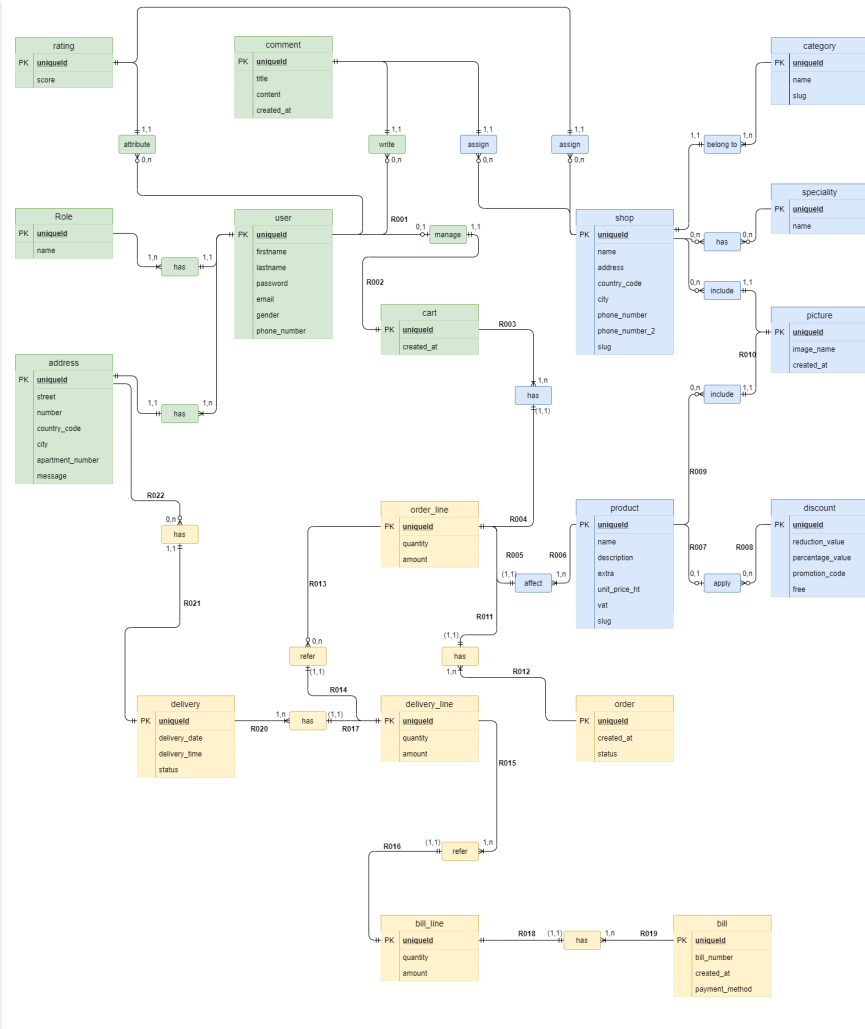 rating
PK uniqueId
score
comment
PK uniqueId
title
content
created_at
category
PK uniqueId
name
slug
1,1
1,1
1,1
1,1
attribute
write
assign
assign
1,1
belong to
1,n
0,n
0,n
0,n
0,n
Role
PK uniqueId
name
user
PK uniqueId
firstname
lastname
password
email
gender
phone_number
R001
0,1
manage
1,1
shop
PK uniqueId
name
address
country_code
city
phone_number
phone_number_2
slug
speciality
PK uniqueId
name
0,n
has
0,n
1,n
has
1,1
R002
0,n
include
1,1
cart
PK uniqueId
created_at
R003
picture
PK uniqueId
image_name
created_at
R010
address
PK uniqueId
street
number
country_code
city
apartment_number
message
1,1
has
1,n
1,n
has
(1,1)
0,n
include
1,1
R009
R022
0,n
has
1,1
order_line
PK uniqueId
quantity
amount
R004
R005
R006
(1,1)
affect
1,n
product
PK uniqueId
name
description
extra
unit_price_ht
vat
slug
discount
PK uniqueId
reduction_value
percentage_value
promotion_code
free
R007
R008
0,1
apply
0,n
R013
R021
R011
0,n
refer
(1,1)
(1,1)
has
1,n
R012
R014
delivery
PK uniqueId
delivery_date
delivery_time
status
1,n
has
(1,1)
R020
R017
delivery_line
PK uniqueId
quantity
amount
R015
order
PK uniqueId
created_at
status
R016
(1,1)
refer
1,n
bill_line
PK uniqueId
quantity
amount
R018
(1,1)
has
1,n
R019
bill
PK uniqueId
bill_number
created_at
payment_method